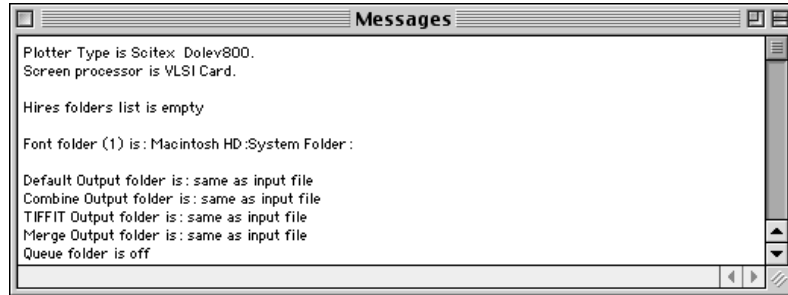 Messages
Plotter Type is Scitex Dolev800.
Screen processor is VLSI Card.
Hires folders list is empty
Font folder (1) is: Macintosh HD:System Folder:
Default Output folder is: same as input file
Combine Output folder is: same as input file
TIFFIT Output folder is: same as input file
Merge Output folder is: same as input file
Queue folder is off